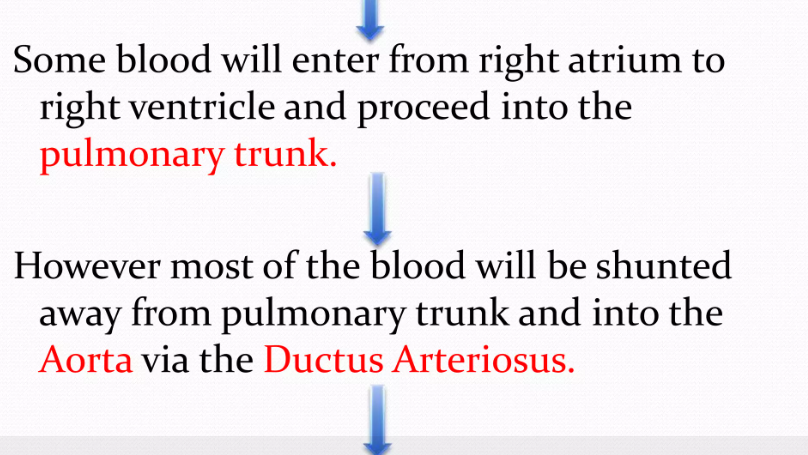 Some blood will enter from right atrium to
right ventricle and proceed into the
pulmonary trunk.
However most of the blood will be shunted
away from pulmonary trunk and into the
Aorta via the Ductus Arteriosus.